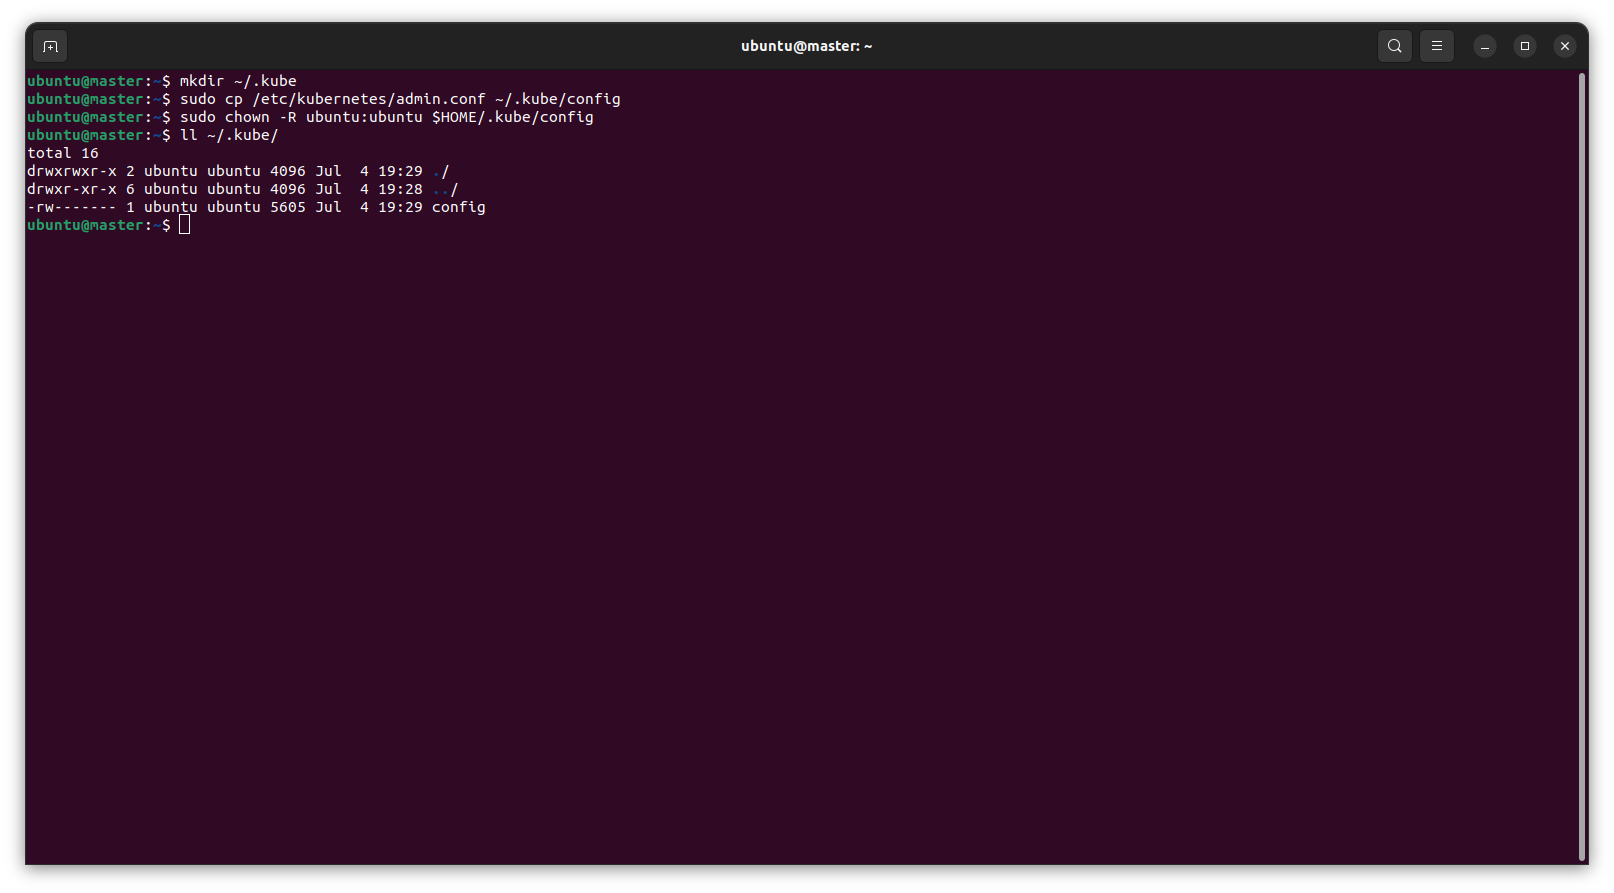 ubuntu@master: ~
ubuntu@master:~$ mkdir ~/.kube
ubuntu@master:~$ sudo cp /etc/kubernetes/admin.conf ~/.kube/config
ubuntu@master:~$ sudo chown -R ubuntu:ubuntu $HOME/.kube/config
ubuntu@master:~$ ll ~/.kube/
total 16
drwxrwxr-x 2 ubuntu ubuntu 4096 Jul  4 19:29 ./
drwxr-xr-x 6 ubuntu ubuntu 4096 Jul  4 19:28 ../
-rw------- 1 ubuntu ubuntu 5605 Jul  4 19:29 config
ubuntu@master:~$